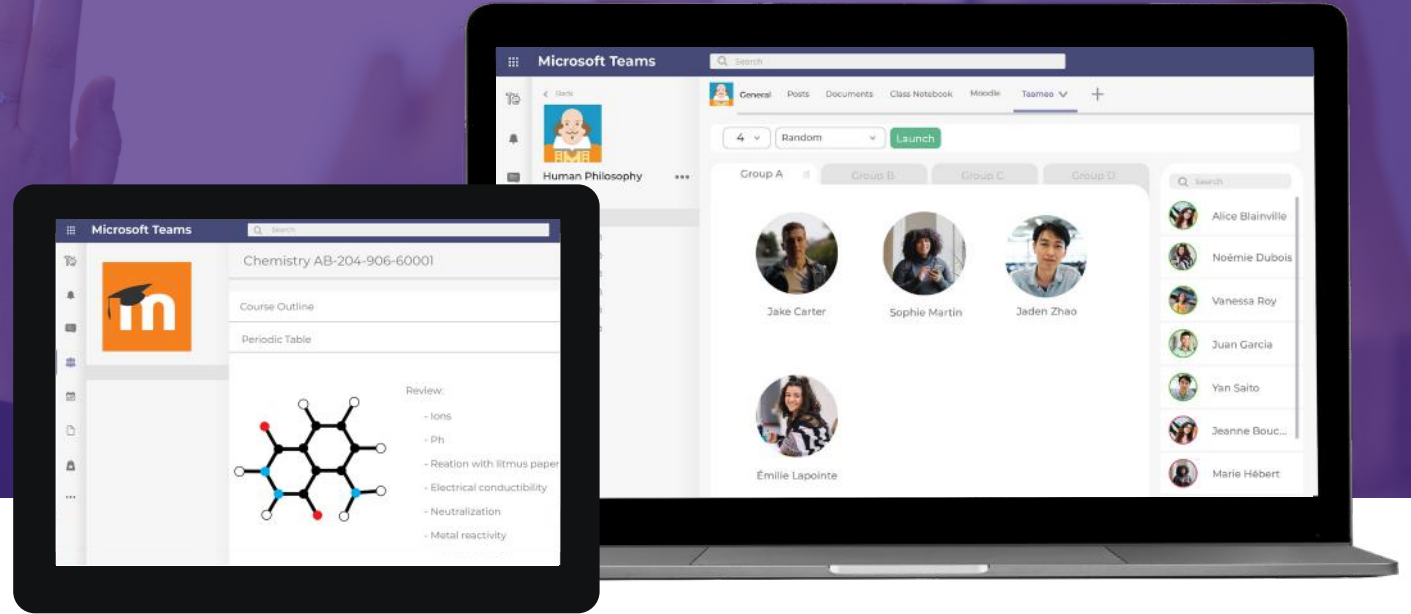 Microsoft Teams
Search
Back
General Posts Documents Class Notebook Moodle Teameo
4 Random Launch
Human Philosophy
Group A Group B Group C Group D
Search
Jake Carter
Sophie Martin
Jaden Zhao
Émilie Lapointe
Alice Blainville
Noémie Dubois
Vanessa Roy
Juan Garcia
Yan Saito
Jeanne Bouc...
Marie Hébert
Microsoft Teams
Search
m
Chemistry AB-204-906-60001
Course Outline
Periodic Table
Review:
- Ions
- Ph
- Reation with litmus paper
- Electrical conductibility
- Neutralization
- Metal reactivity